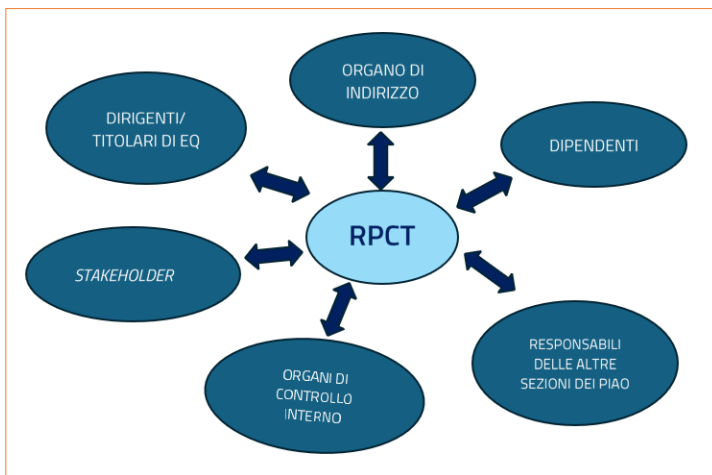 ORGANO DI
INDIRIZZO
DIRIGENTI/
TITOLARI DI EQ
DIPENDENTI
RPCT
STAKEHOLDER
RESPONSABILI
DELLE ALTRE
SEZIONI DEI PIAO
ORGANI DI
CONTROLLO
INTERNO